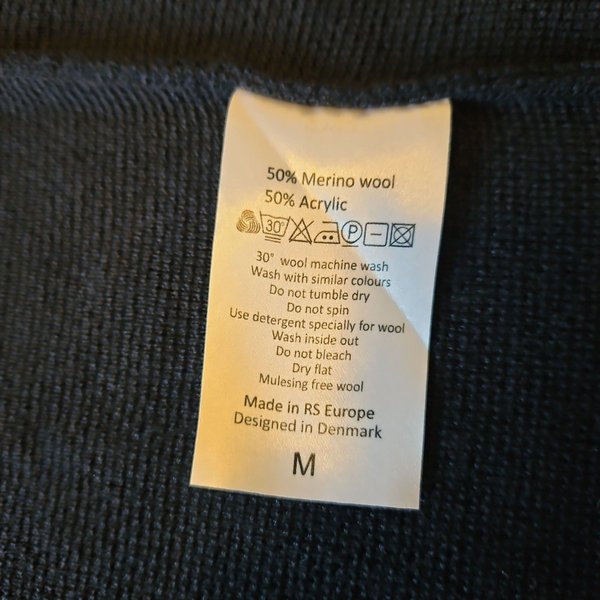 50% Merino wool
50% Acrylic
30° P
30° wool machine wash
Wash with similar colours
Do not tumble dry
Do not spin
Use detergent specially for wool
Wash inside out
Do not bleach
Dry flat
Mulesing free wool
Made in RS Europe
Designed in Denmark
M